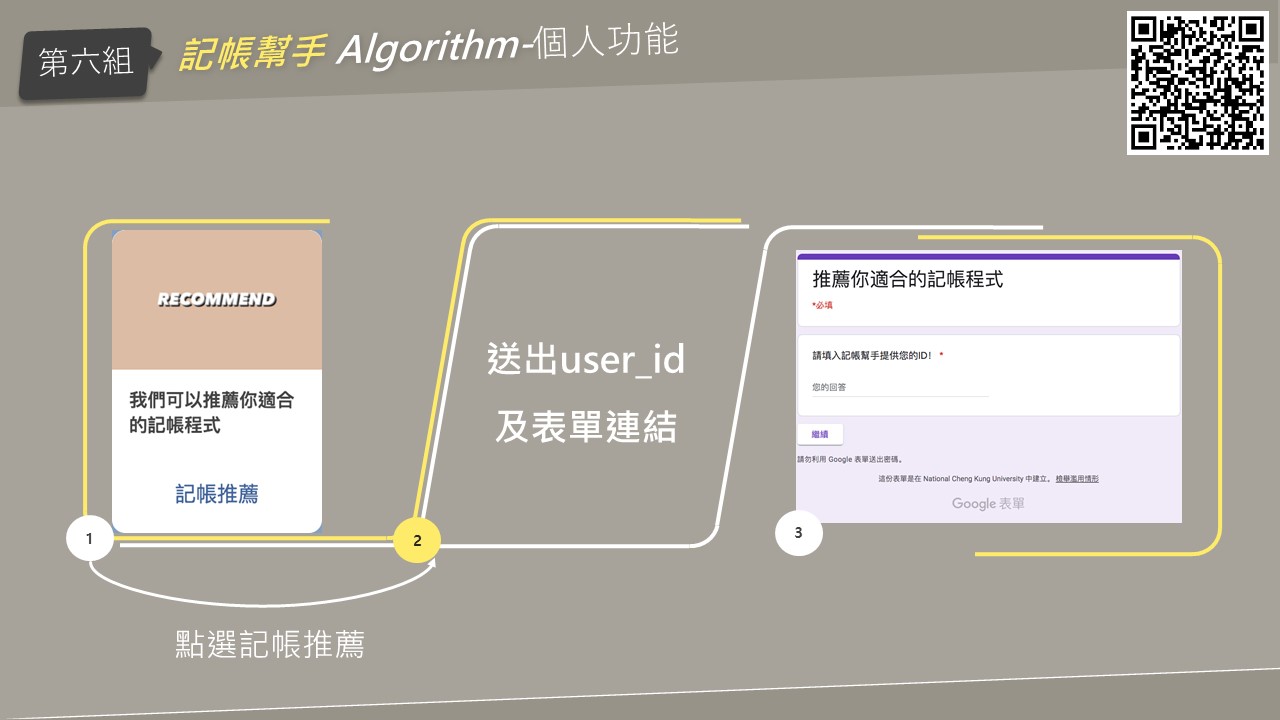 第六組
記帳幫手 Algorithm-個人功能
RECOMMEND
我們可以推薦你適合
的記帳程式
記帳推薦
1
點選記帳推薦
2
送出user_id
及表單連結
3
推薦你適合的記帳程式
*必填
請填入記帳幫手提供您的ID! *
您的回答
繼續
請勿利用 Google 表單送出密碼。
這份表單是在 National Cheng Kung University 中建立。 檢舉濫用情形
Google 表單